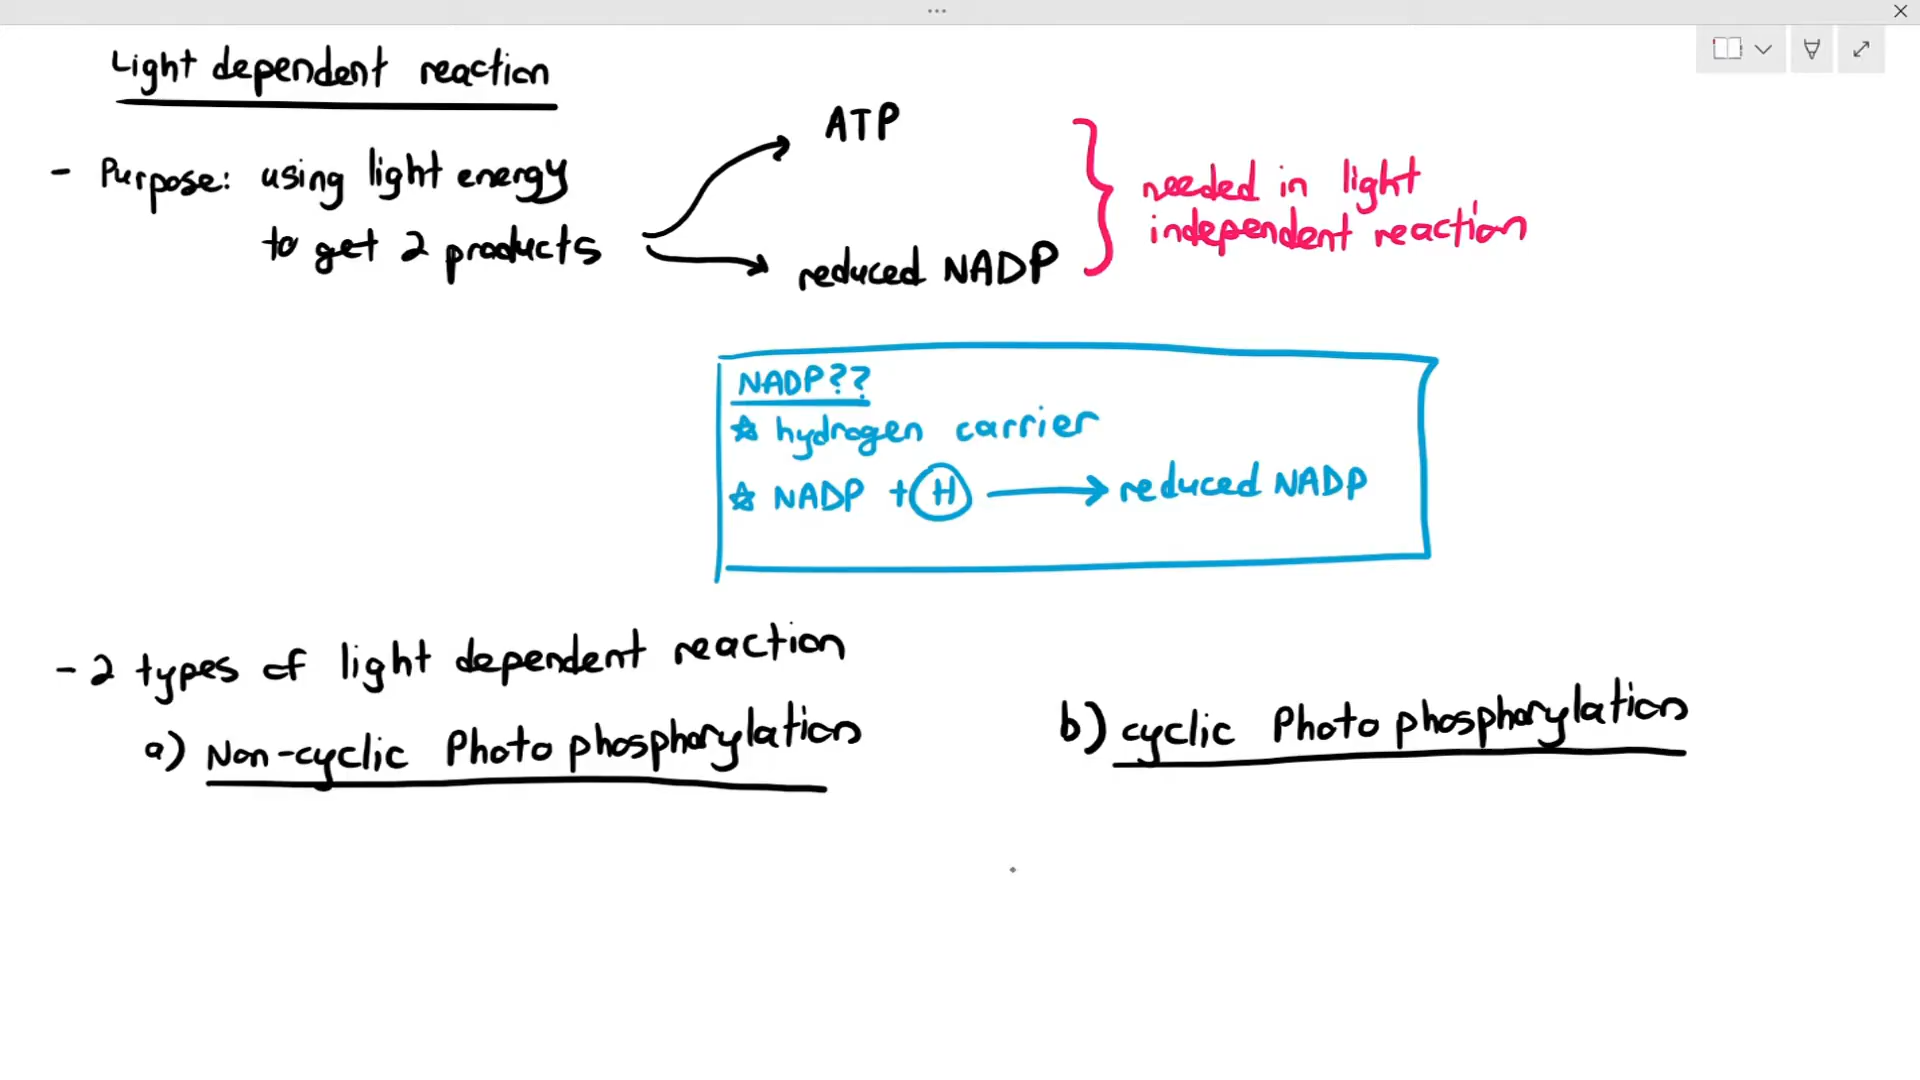 Light dependent reaction
- Purpose: using light energy
to get 2 products
ATP
reduced NADP
needed in light
independent reaction
NADP??
☆ hydrogen carrier
☆ NADP + H → reduced NADP
- 2 types of light dependent reaction
a) Non-cyclic Photo phosphorylation
b) cyclic Photo phosphorylation